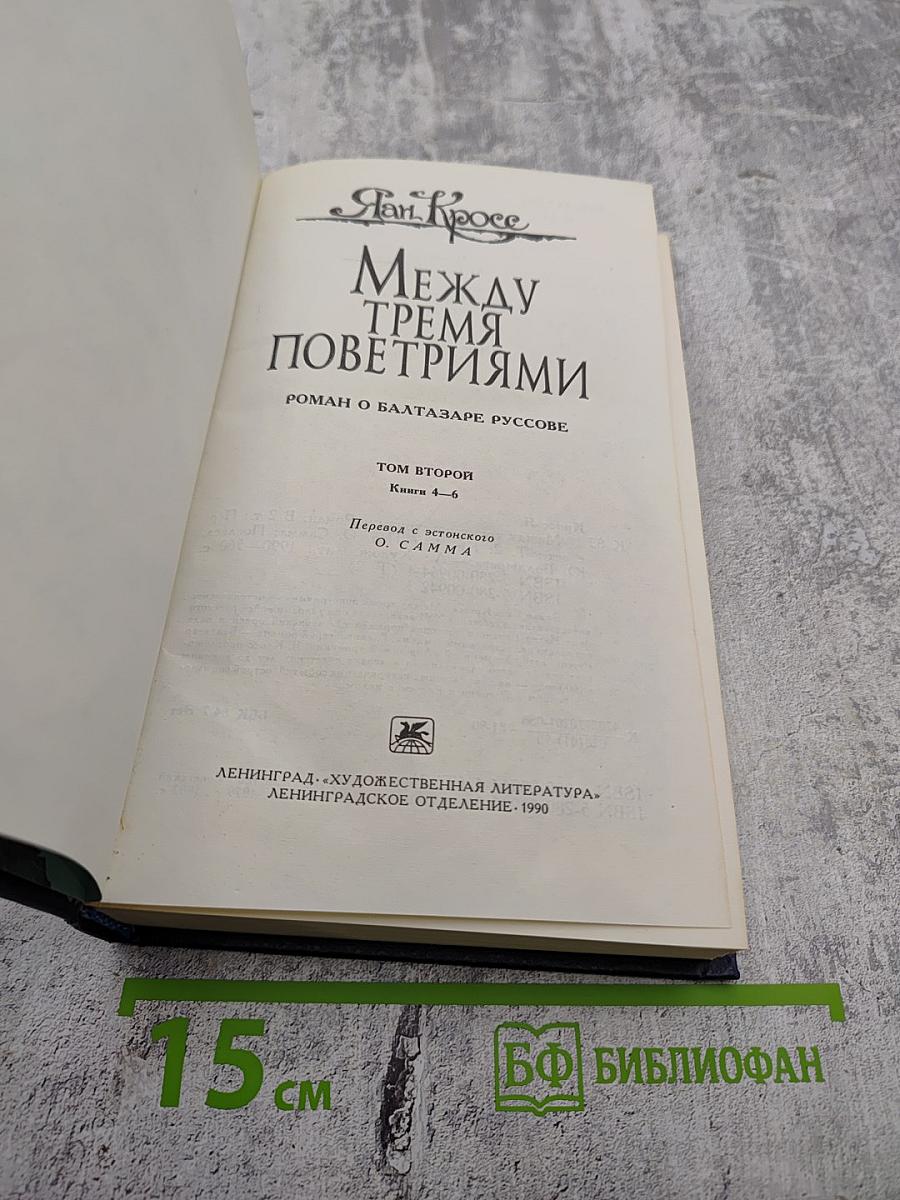 Яан Кросс
МЕЖДУ
ТРЕМЯ
ПОВЕТРИЯМИ
РОМАН О БАЛТАЗАРЕ РУССОВЕ
ТОМ ВТОРОЙ
Книги 4—6
Перевод с эстонского
О. САММА
ЛЕНИНГРАД·«ХУДОЖЕСТВЕННАЯ ЛИТЕРАТУРА»
ЛЕНИНГРАДСКОЕ ОТДЕЛЕНИЕ·1990
15 см
БФ БИБЛИОФАН